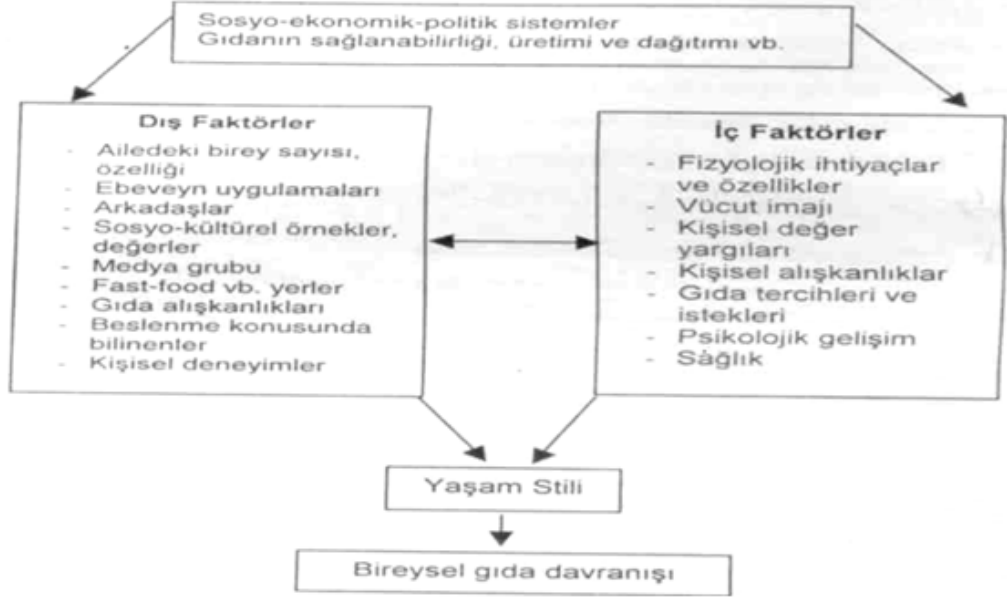 Sosyo-ekonomik-politik sistemler
Gıdanın sağlanabilirliği, üretimi ve dağıtımı vb.
Dış Faktörler
- Ailedeki birey sayısı,
özelliği
- Ebeveyn uygulamaları
- Arkadaşlar
- Sosyo-kültürel örnekler,
değerler
- Medya grubu
- Fast-food vb. yerler
- Gıda alışkanlıkları
- Beslenme konusunda
bilinenler
- Kişisel deneyimler
İç Faktörler
- Fizyolojik ihtiyaçlar
ve özellikler
- Vücut imajı
- Kişisel değer
yargıları
- Kişisel alışkanlıklar
- Gıda tercihleri ve
istekleri
- Psikolojik gelişim
- Sağlık
Yaşam Stili
Bireysel gıda davranışı